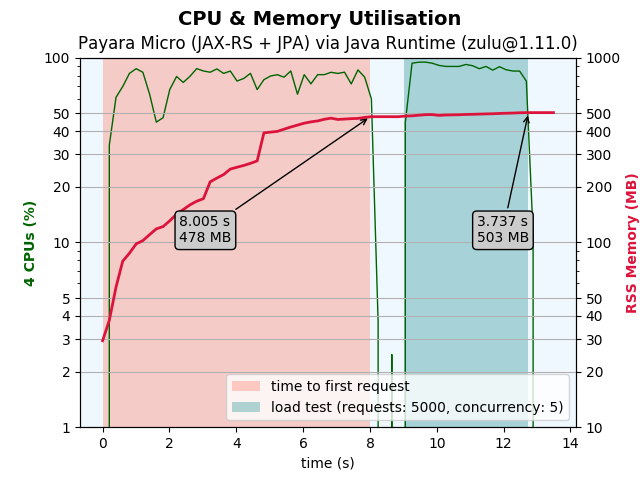 CPU & Memory Utilisation
Payara Micro (JAX-RS + JPA) via Java Runtime (zulu@1.11.0)
100
50
40
30
20
10
5
4
3
2
1
4 CPUs (%)
1000
500
400
300
200
100
50
40
30
20
10
RSS Memory (MB)
8.005 s
478 MB
3.737 s
503 MB
time to first request
load test (requests: 5000, concurrency: 5)
0
2
4
6
8
10
12
14
time (s)